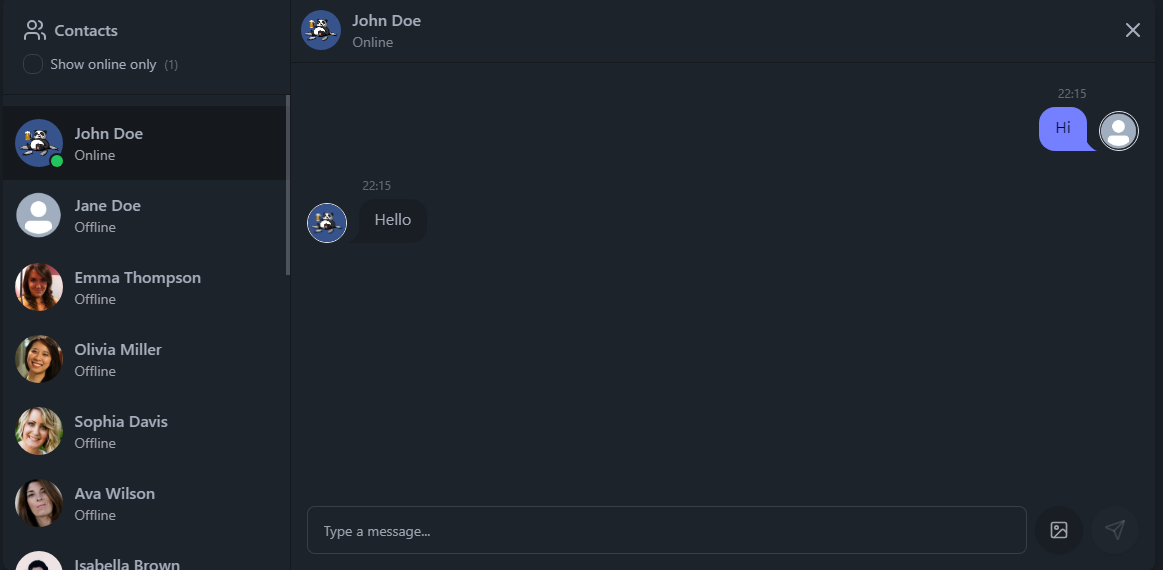 Contacts
Show online only (1)
John Doe
Online
Jane Doe
Offline
Emma Thompson
Offline
Olivia Miller
Offline
Sophia Davis
Offline
Ava Wilson
Offline
Isabella Brown
John Doe
Online
22:15
Hi
22:15
Hello
Type a message...